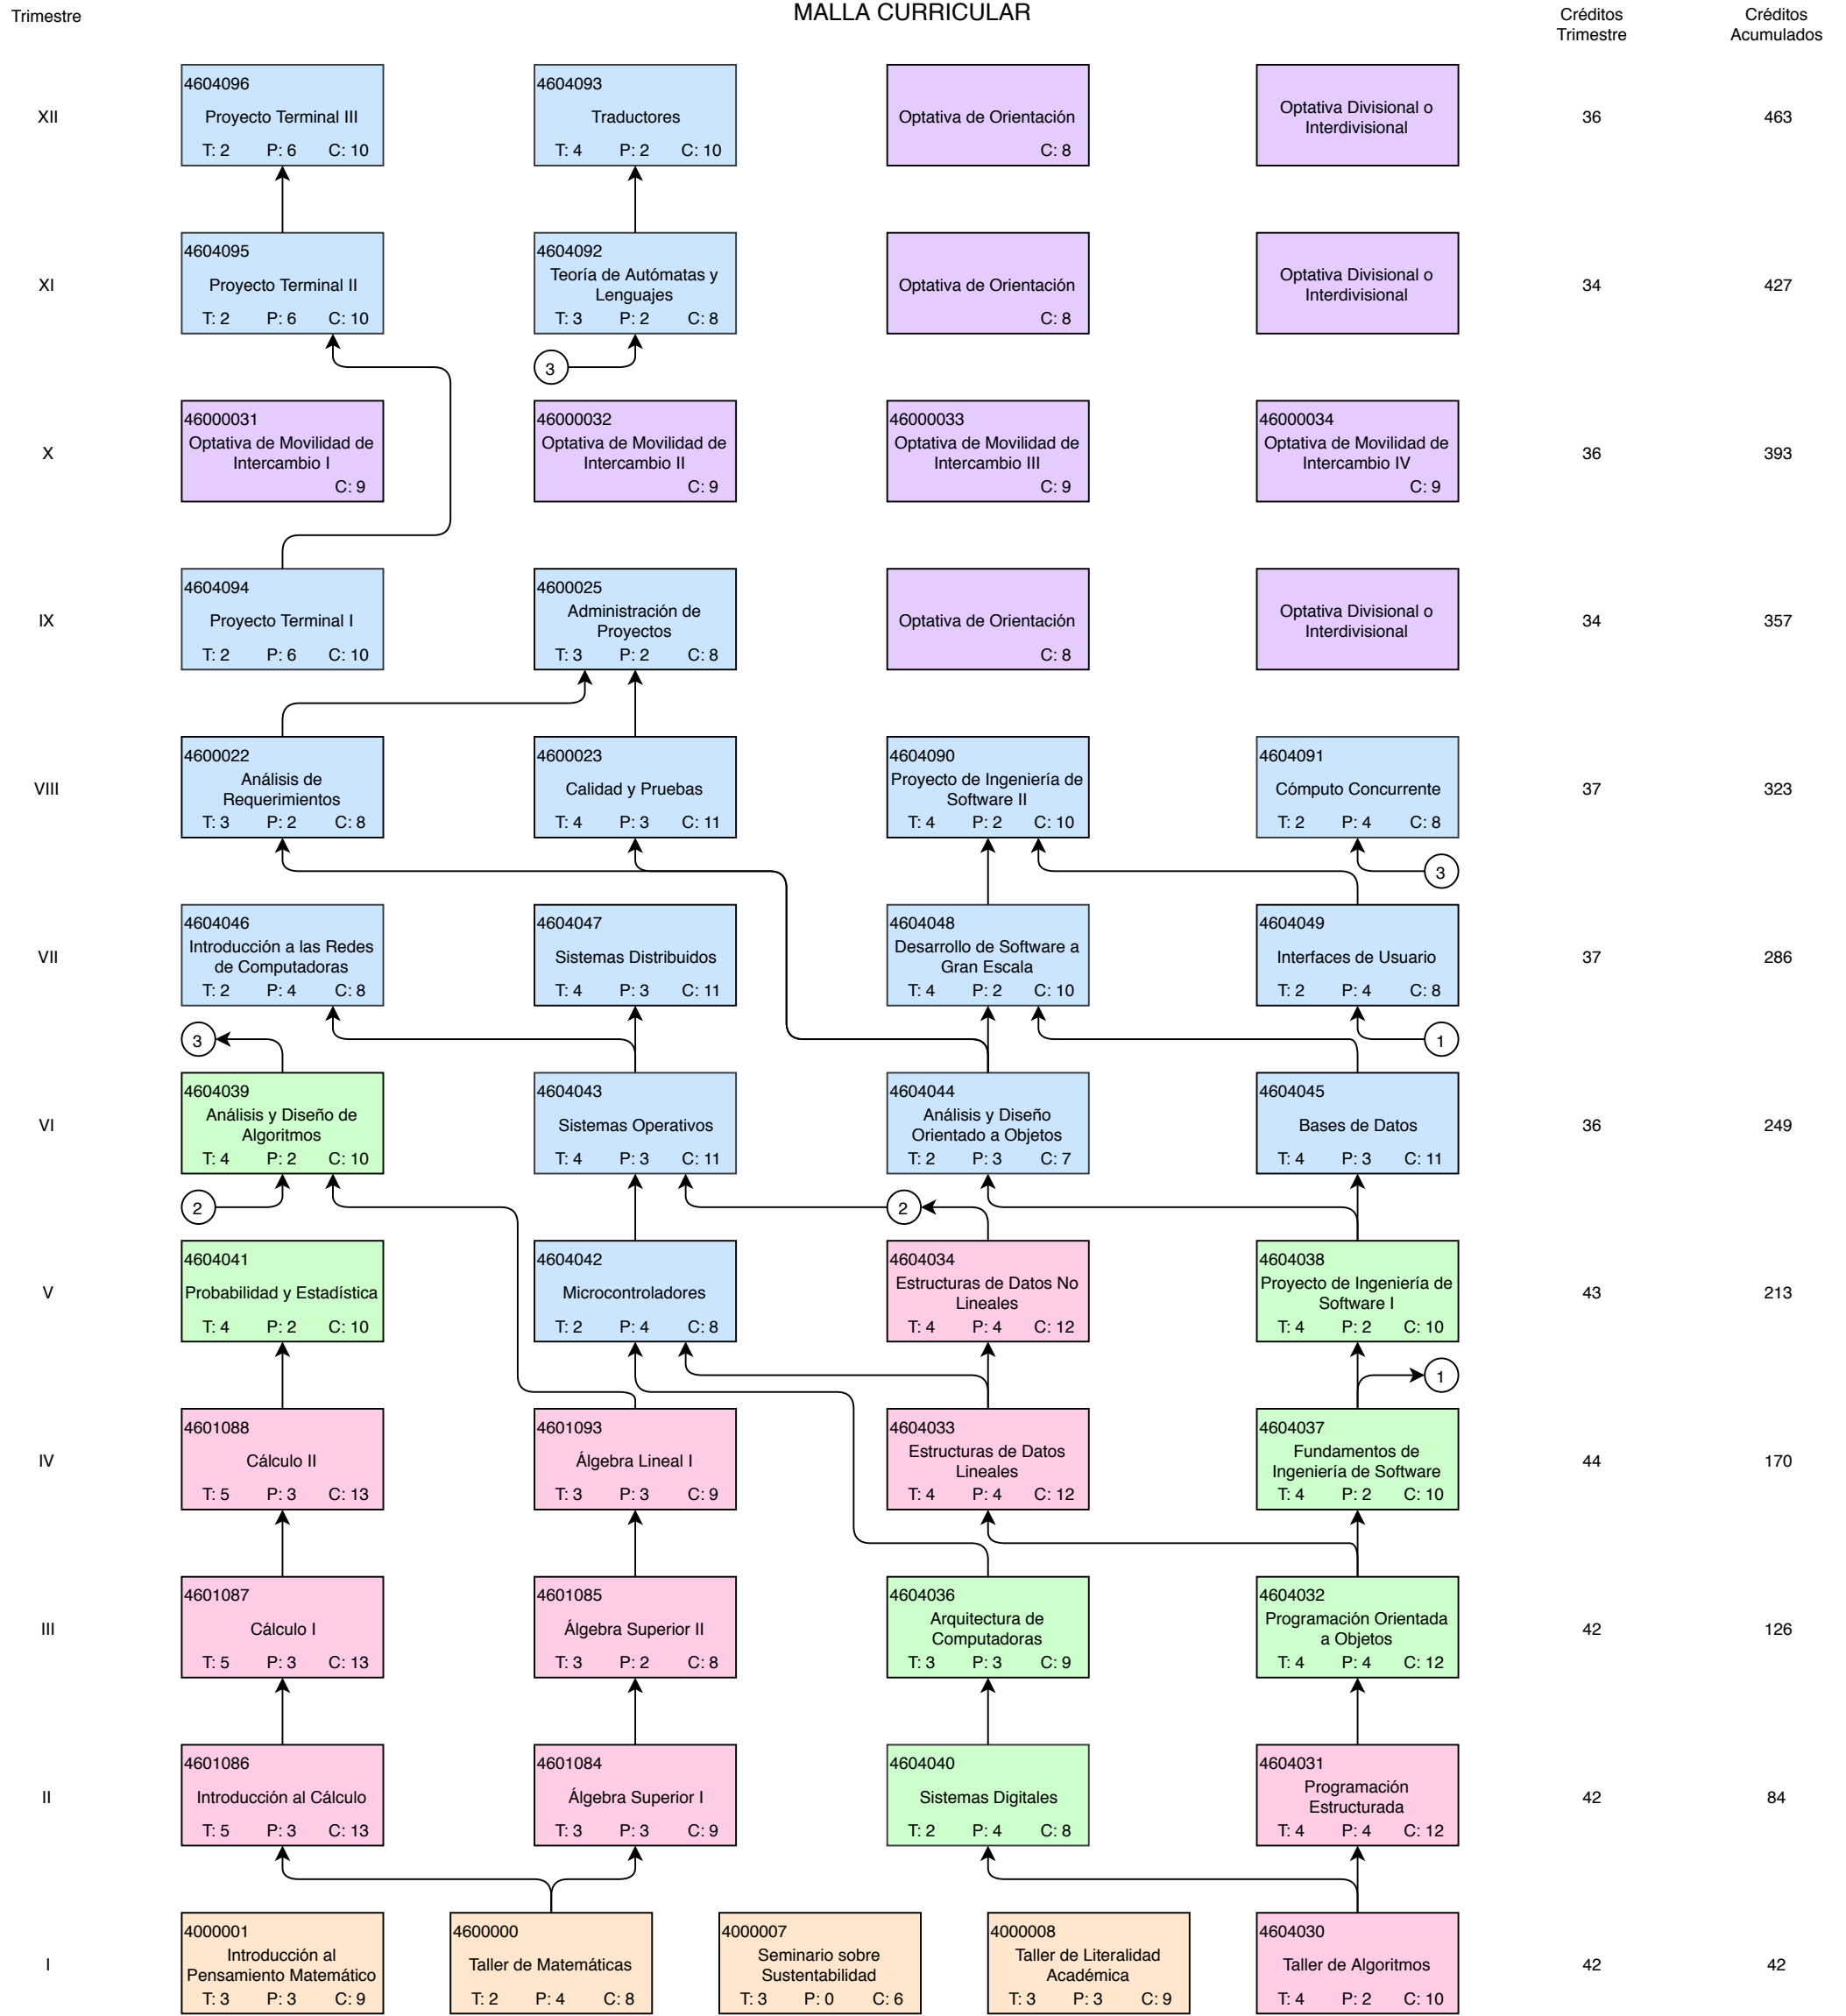 MALLA CURRICULAR
Trimestre
Créditos
Trimestre
Créditos
Acumulados
XII
4604096
Proyecto Terminal III
T: 2 P: 6 C: 10
4604093
Traductores
T: 4 P: 2 C: 10
Optativa de Orientación
C: 8
Optativa Divisional o
Interdivisional
36
463
XI
4604095
Proyecto Terminal II
T: 2 P: 6 C: 10
4604092
Teoría de Autómatas y
Lenguajes
T: 3 P: 2 C: 8
Optativa de Orientación
C: 8
Optativa Divisional o
Interdivisional
34
427
3
X
46000031
Optativa de Movilidad de
Intercambio I
C: 9
46000032
Optativa de Movilidad de
Intercambio II
C: 9
46000033
Optativa de Movilidad de
Intercambio III
C: 9
46000034
Optativa de Movilidad de
Intercambio IV
C: 9
36
393
IX
4604094
Proyecto Terminal I
T: 2 P: 6 C: 10
4600025
Administración de
Proyectos
T: 3 P: 2 C: 8
Optativa de Orientación
C: 8
Optativa Divisional o
Interdivisional
34
357
VIII
4600022
Análisis de
Requerimientos
T: 3 P: 2 C: 8
4600023
Calidad y Pruebas
T: 4 P: 3 C: 11
4604090
Proyecto de Ingeniería de
Software II
T: 4 P: 2 C: 10
4604091
Cómputo Concurrente
T: 2 P: 4 C: 8
37
323
3
VII
4604046
Introducción a las Redes
de Computadoras
T: 2 P: 4 C: 8
4604047
Sistemas Distribuidos
T: 4 P: 3 C: 11
4604048
Desarrollo de Software a
Gran Escala
T: 4 P: 2 C: 10
4604049
Interfaces de Usuario
T: 2 P: 4 C: 8
37
286
3
1
VI
4604039
Análisis y Diseño de
Algoritmos
T: 4 P: 2 C: 10
4604043
Sistemas Operativos
T: 4 P: 3 C: 11
4604044
Análisis y Diseño
Orientado a Objetos
T: 2 P: 3 C: 7
4604045
Bases de Datos
T: 4 P: 3 C: 11
36
249
2
2
V
4604041
Probabilidad y Estadística
T: 4 P: 2 C: 10
4604042
Microcontroladores
T: 2 P: 4 C: 8
4604034
Estructuras de Datos No
Lineales
T: 4 P: 4 C: 12
4604038
Proyecto de Ingeniería de
Software I
T: 4 P: 2 C: 10
43
213
1
IV
4601088
Cálculo II
T: 5 P: 3 C: 13
4601093
Álgebra Lineal I
T: 3 P: 3 C: 9
4604033
Estructuras de Datos
Lineales
T: 4 P: 4 C: 12
4604037
Fundamentos de
Ingeniería de Software
T: 4 P: 2 C: 10
44
170
III
4601087
Cálculo I
T: 5 P: 3 C: 13
4601085
Álgebra Superior II
T: 3 P: 2 C: 8
4604036
Arquitectura de
Computadoras
T: 3 P: 3 C: 9
4604032
Programación Orientada
a Objetos
T: 4 P: 4 C: 12
42
126
II
4601086
Introducción al Cálculo
T: 5 P: 3 C: 13
4601084
Álgebra Superior I
T: 3 P: 3 C: 9
4604040
Sistemas Digitales
T: 2 P: 4 C: 8
4604031
Programación
Estructurada
T: 4 P: 4 C: 12
42
84
I
4000001
Introducción al
Pensamiento Matemático
T: 3 P: 3 C: 9
4600000
Taller de Matemáticas
T: 2 P: 4 C: 8
4000007
Seminario sobre
Sustentabilidad
T: 3 P: 0 C: 6
4000008
Taller de Literalidad
Académica
T: 3 P: 3 C: 9
4604030
Taller de Algoritmos
T: 4 P: 2 C: 10
42
42